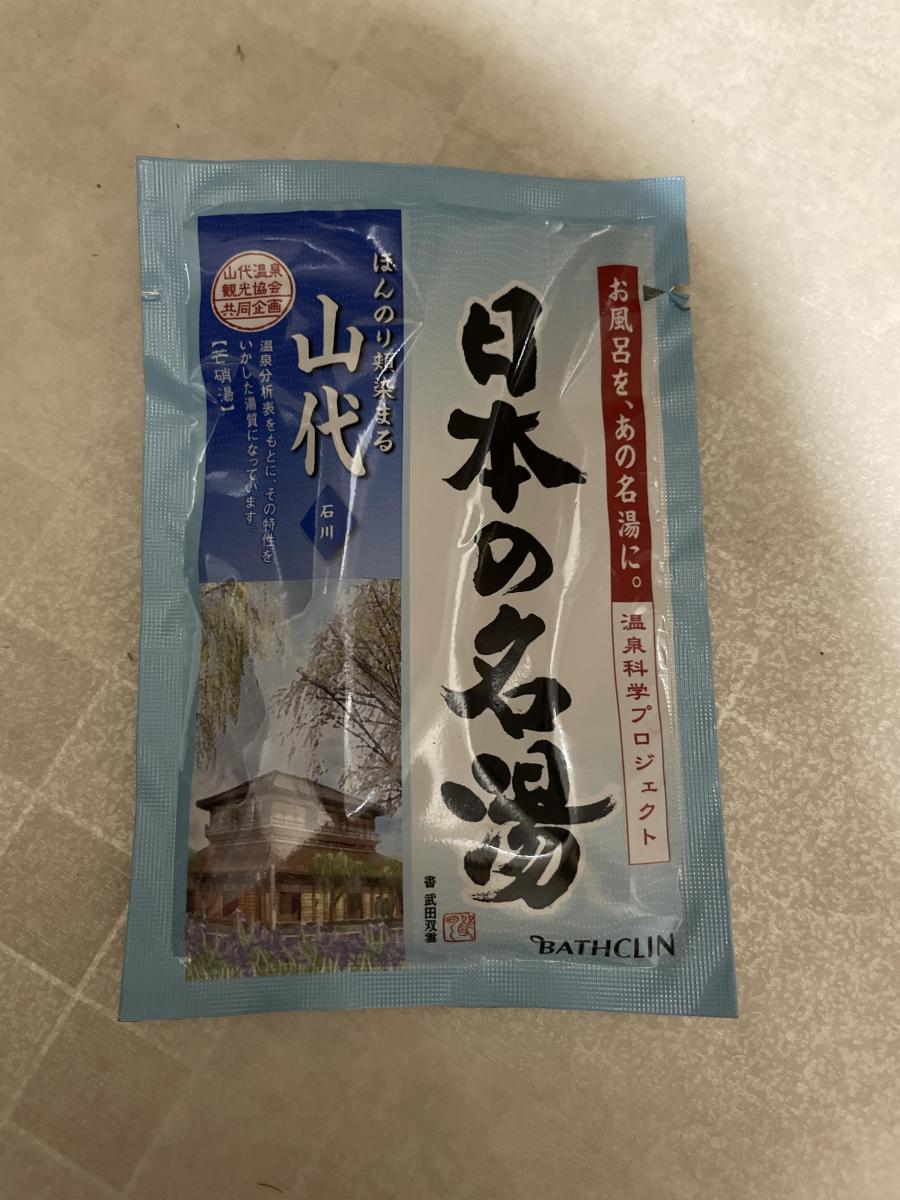 お風呂を、あの名湯に。
温泉科学プロジェクト
日本の名湯
書 武田双雲
BATHCLIN
ほんのり頬染まる
山代
石川
山代温泉
観光協会
共同企画
温泉分析表をもとに、その特性を
いかした湯質になっています。
【芒硝湯】